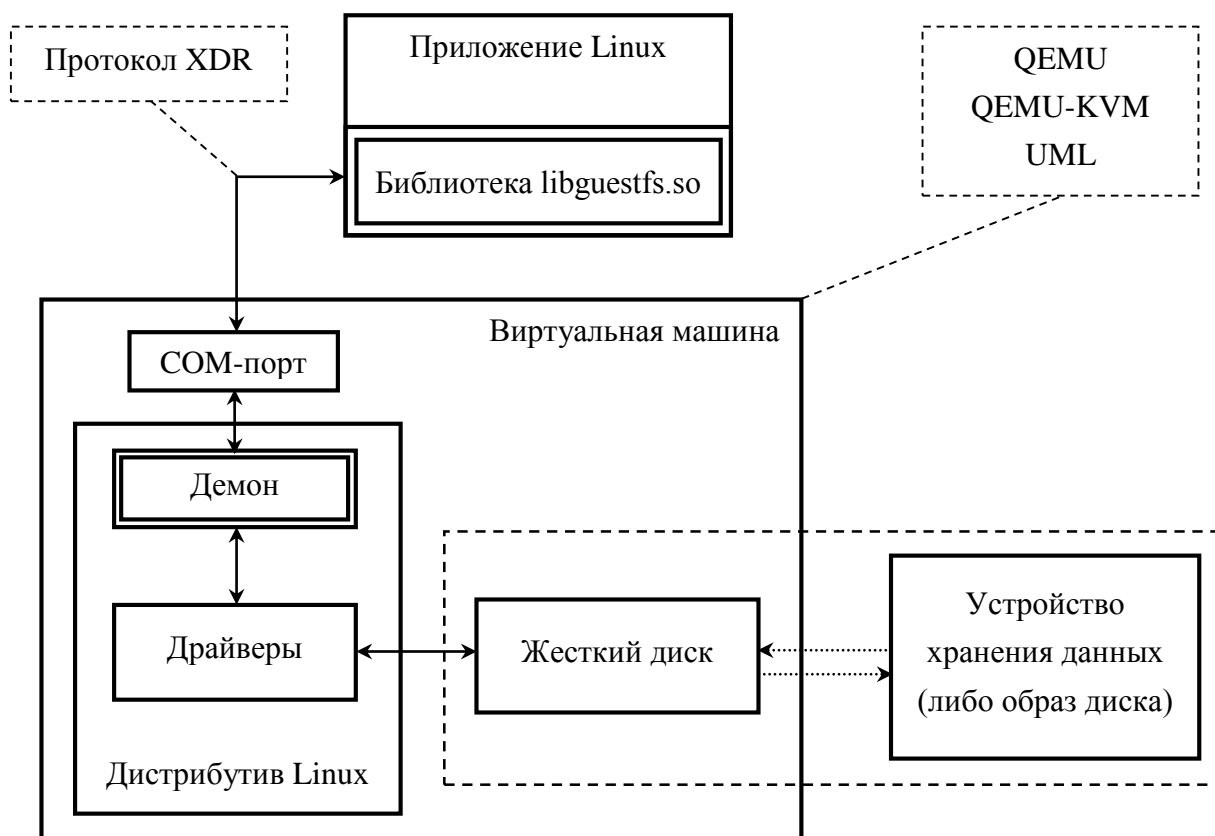 Протокол XDR
Приложение Linux
Библиотека libguestfs.so
QEMU
QEMU-KVM
UML
Виртуальная машина
COM-порт
Демон
Драйверы
Дистрибутив Linux
Жесткий диск
Устройство
хранения данных
(либо образ диска)